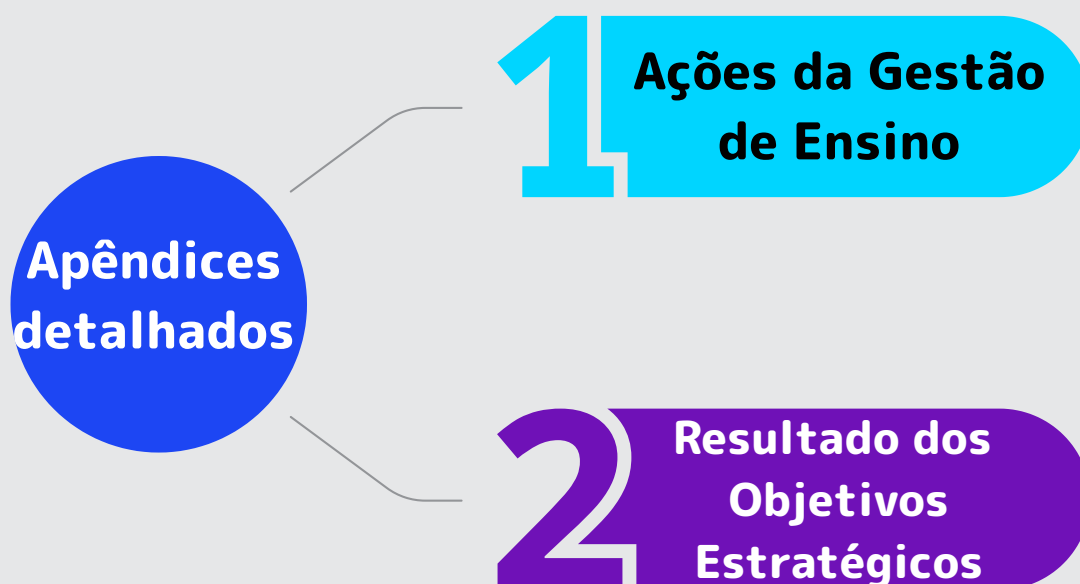 Apêndices
detalhados
1
Ações da Gestão
de Ensino
2
Resultado dos
Objetivos
Estratégicos